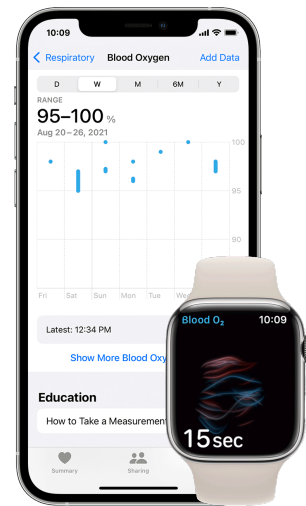 10:09
Respiratory
Blood Oxygen
Add Data
D W M 6M Y
RANGE
95–100 %
Aug 20–26, 2021
100
95
90
Fri Sat Sun Mon Tue
Latest: 12:34 PM
Show More Blood
Education
How to Take a Measurement
Summary
Sharing
Blood O₂
10:09
15 sec